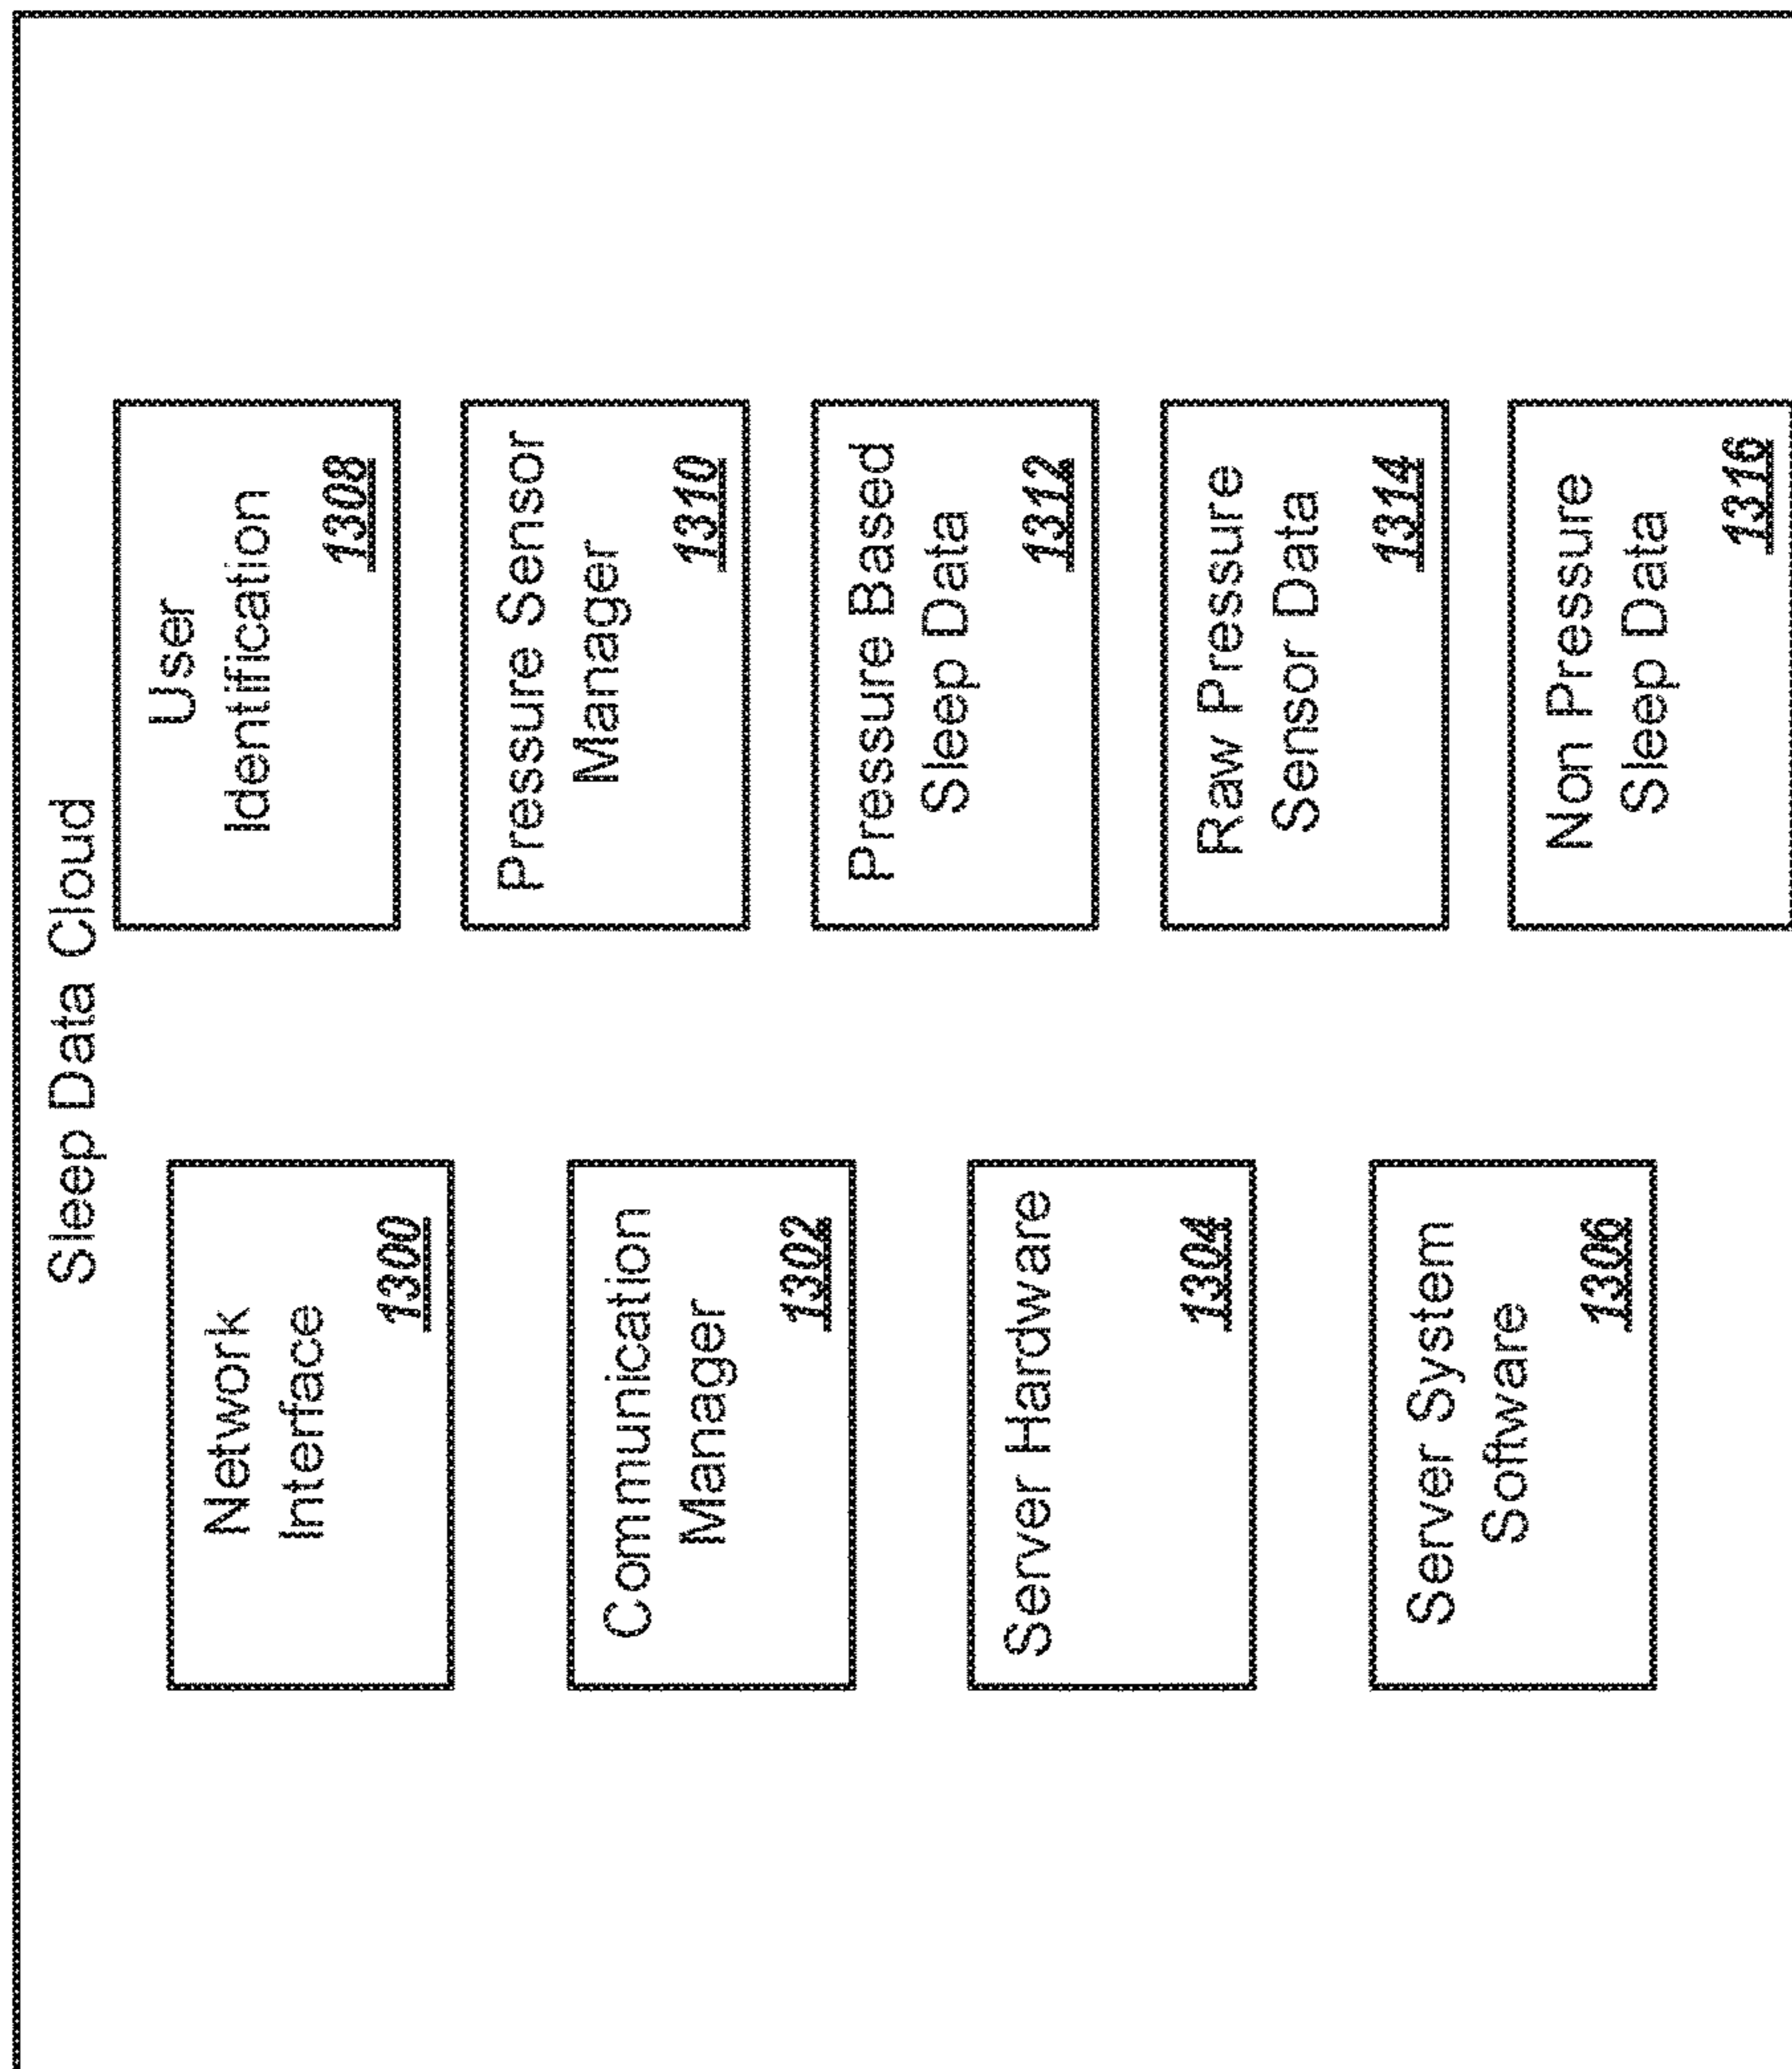 Sleep Data Cloud
Network
Interface
1300
Communication
Manager
1302
Server Hardware
1304
Server System
Software
1306
User
Identification
1308
Pressure Sensor
Manager
1310
Pressure Based
Sleep Data
1312
Raw Pressure
Sensor Data
1314
Non Pressure
Sleep Data
1316